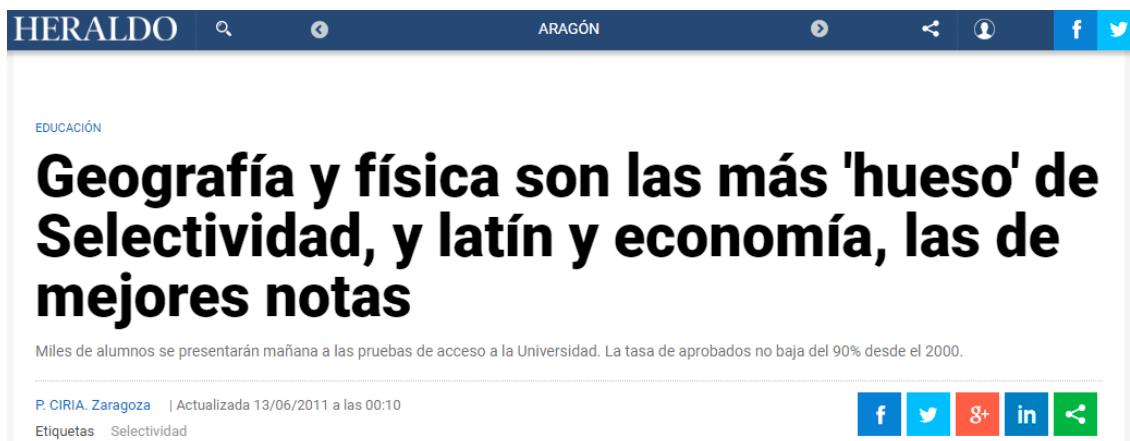 HERALDO ARAGÓN f
EDUCACIÓN
Geografía y física son las más 'hueso' de
Selectividad, y latín y economía, las de
mejores notas
Miles de alumnos se presentarán mañana a las pruebas de acceso a la Universidad. La tasa de aprobados no baja del 90% desde el 2000.
P. CIRIA. Zaragoza | Actualizada 13/06/2011 a las 00:10 f g+ in
Etiquetas Selectividad